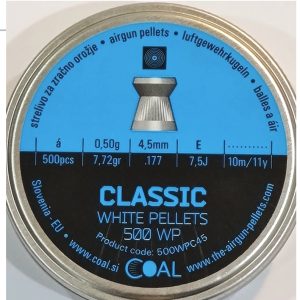 strelivo za zračno orožje • airgun pellets • luftgewehrkugeln • balles a áir
á 0,50g 4,5mm E ..........
500pcs 7,72gr .177 7,5J 10m/11y
CLASSIC
WHITE PELLETS
500 WP
Product code: 500WPC45
Slovenia - EU • www.coal.si COAL www.the-airgun-pellets.com